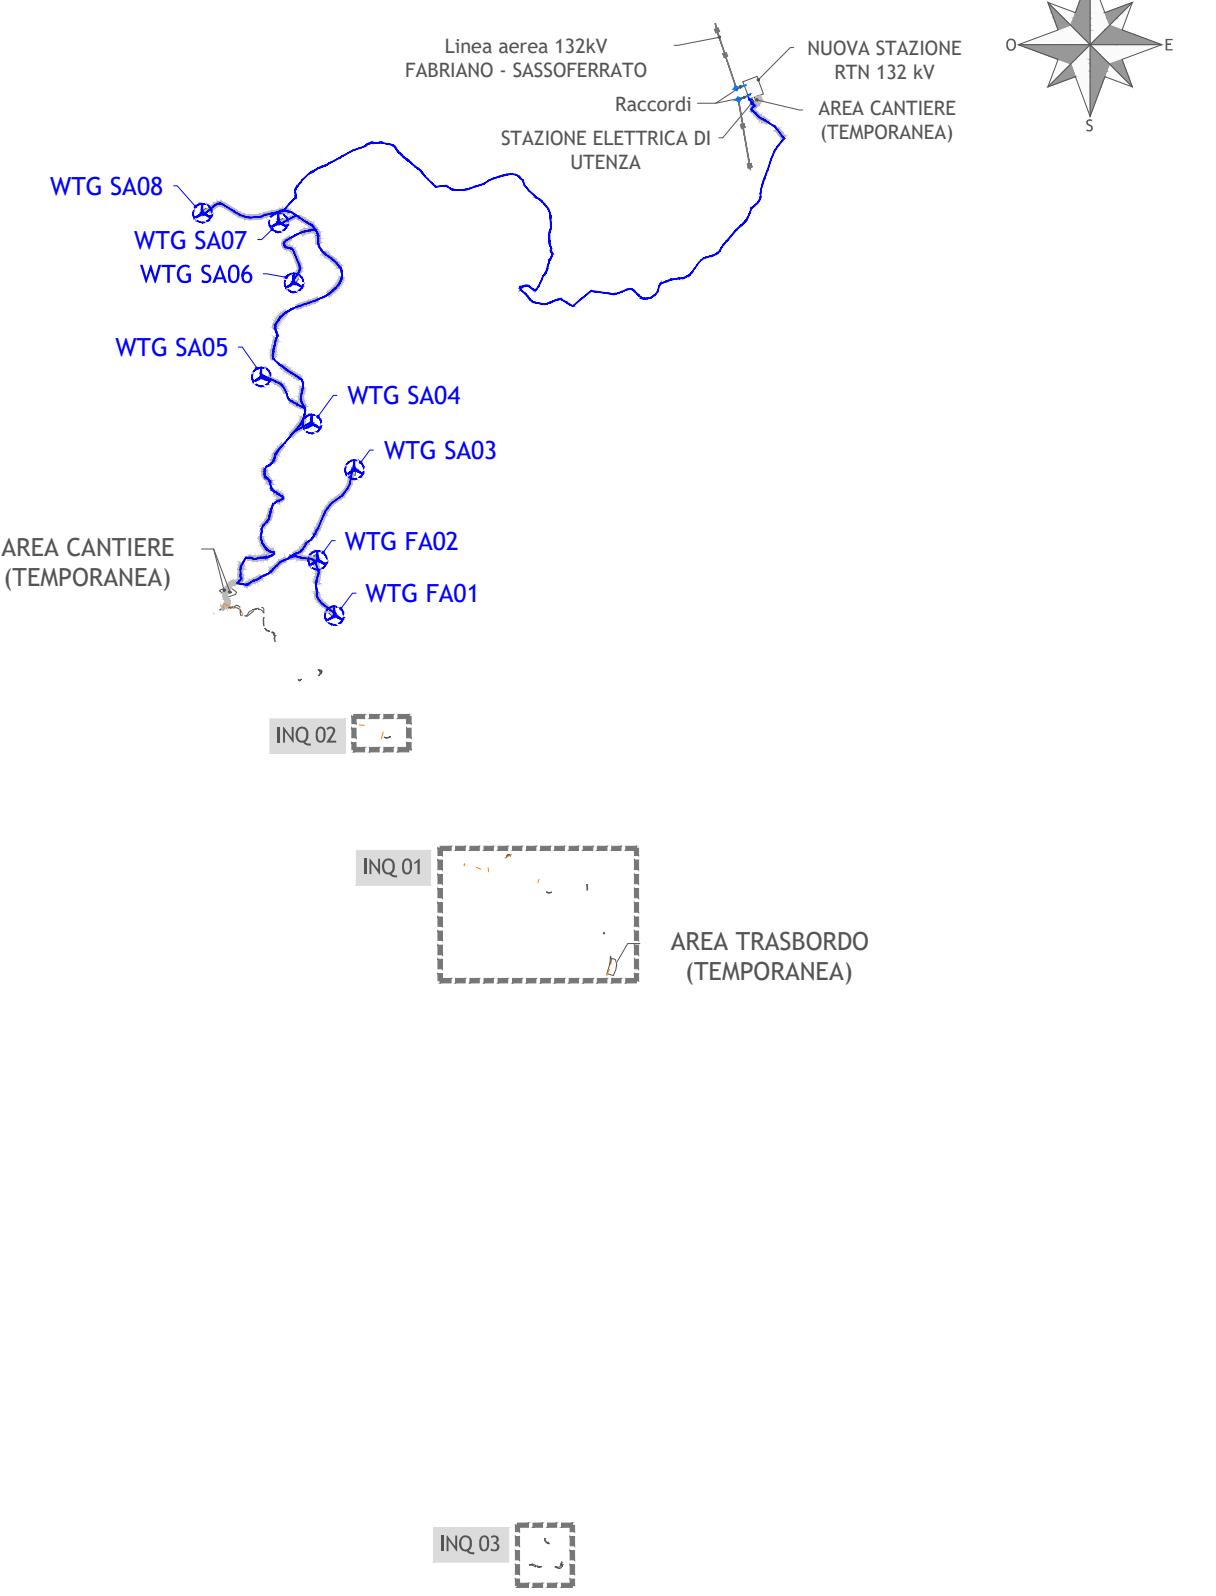 Linea aerea 132kV
FABRIANO - SASSOFERRATO
NUOVA STAZIONE
RTN 132 kV
O
E
S
Raccordi
AREA CANTIERE
(TEMPORANEA)
STAZIONE ELETTRICA DI
UTENZA
WTG SA08
WTG SA07
WTG SA06
WTG SA05
WTG SA04
WTG SA03
AREA CANTIERE
(TEMPORANEA)
WTG FA02
WTG FA01
INQ 02
INQ 01
AREA TRASBORDO
(TEMPORANEA)
INQ 03